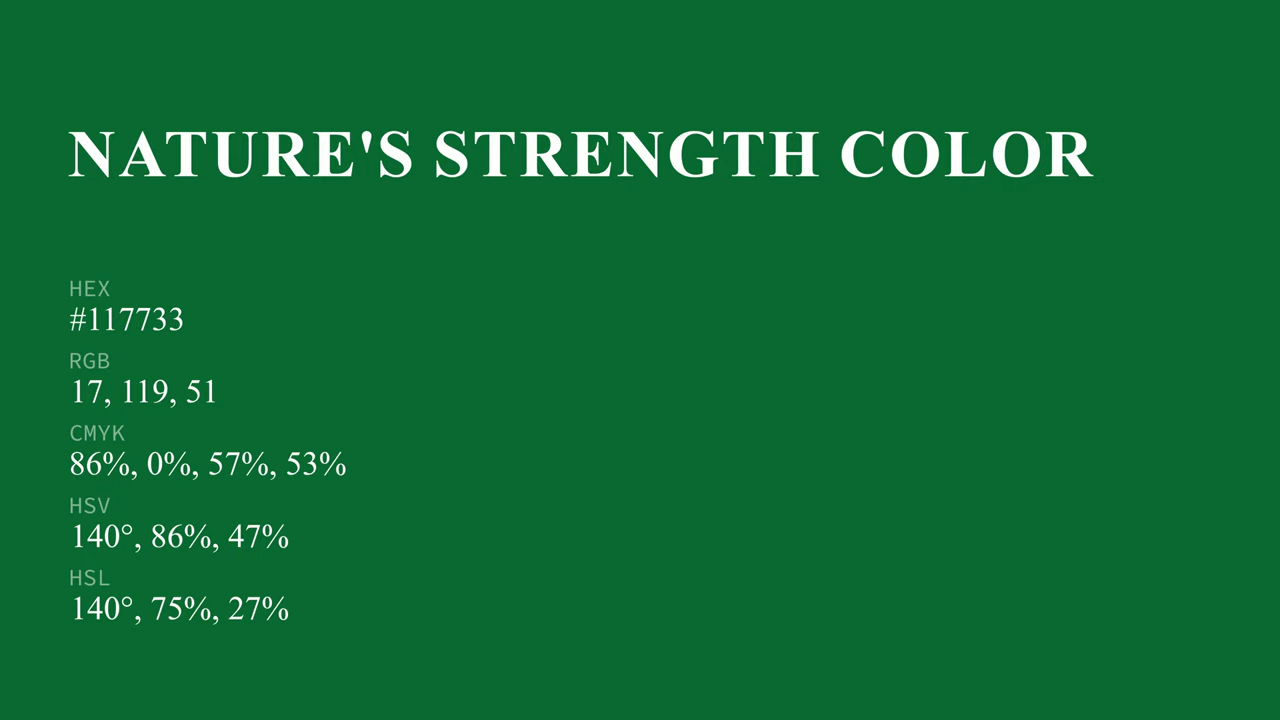 NATURE'S STRENGTH COLOR
HEX
#117733
RGB
17, 119, 51
CMYK
86%, 0%, 57%, 53%
HSV
140°, 86%, 47%
HSL
140°, 75%, 27%